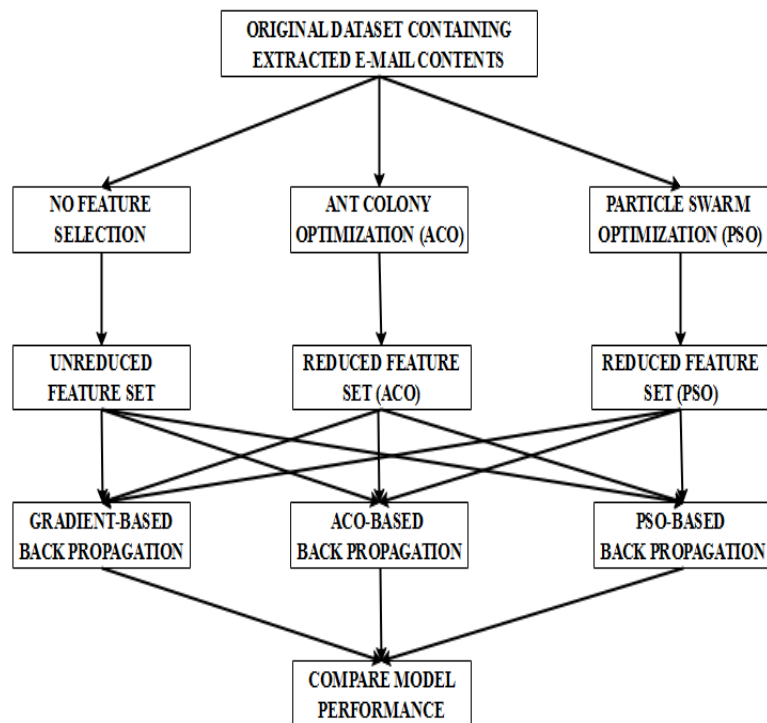 ORIGINAL DATASET CONTAINING
EXTRACTED E-MAIL CONTENTS
NO FEATURE
SELECTION
ANT COLONY
OPTIMIZATION (ACO)
PARTICLE SWARM
OPTIMIZATION (PSO)
UNREDUCED
FEATURE SET
REDUCED FEATURE
SET (ACO)
REDUCED FEATURE
SET (PSO)
GRADIENT-BASED
BACK PROPAGATION
ACO-BASED
BACK PROPAGATION
PSO-BASED
BACK PROPAGATION
COMPARE MODEL
PERFORMANCE